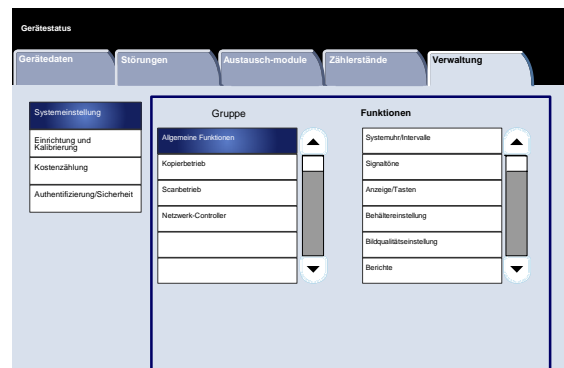 Gerätestatus
Gerätedaten
Störungen
Austausch-module
Zählerstände
Verwaltung
Systemeinstellung
Einrichtung und
Kalibrierung
Kostenzählung
Authentifizierung/Sicherheit
Gruppe
Allgemeine Funktionen
Kopierbetrieb
Scanbetrieb
Netzwerk-Controller
Funktionen
Systemuhr/Intervalle
Signaltöne
Anzeige/Tasten
Behältereinstellung
Bildqualitätseinstellung
Berichte